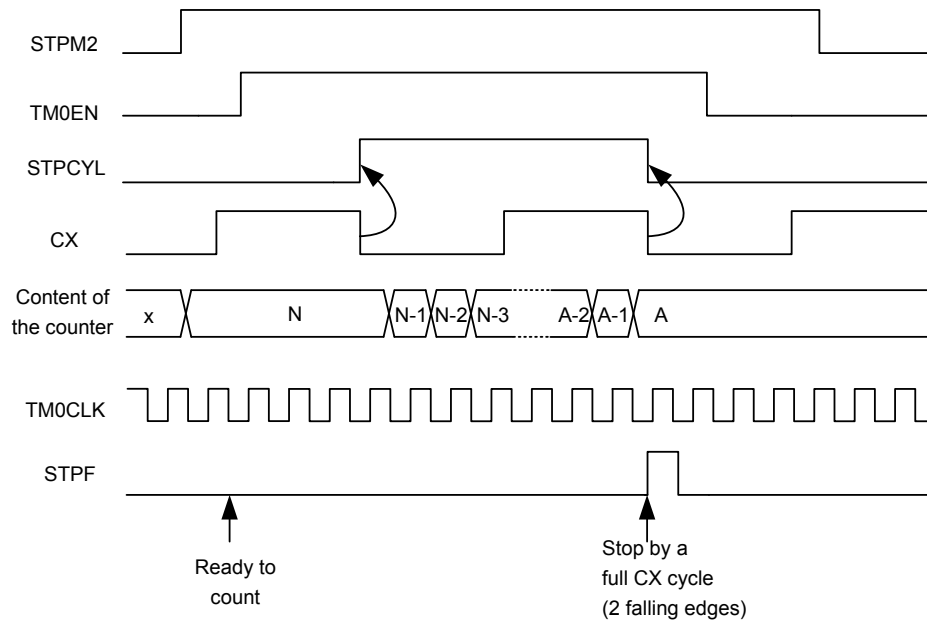 STPM2
TM0EN
STPCYL
CX
Content of
the counter
x N N-1 N-2 N-3 A-2 A-1 A
TM0CLK
STPF
Ready to
count
Stop by a
full CX cycle
(2 falling edges)